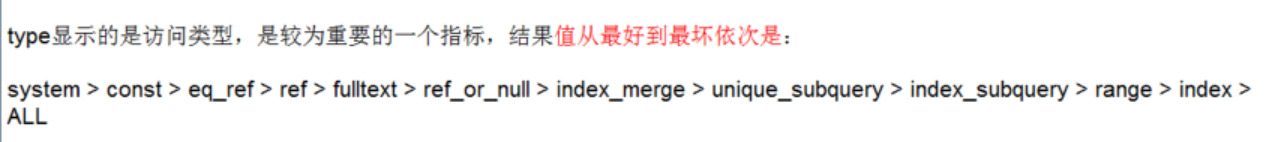 type显示的是访问类型，是较为重要的一个指标，结果值从最好到最坏依次是：
system > const > eq_ref > ref > fulltext > ref_or_null > index_merge > unique_subquery > index_subquery > range > index >
ALL